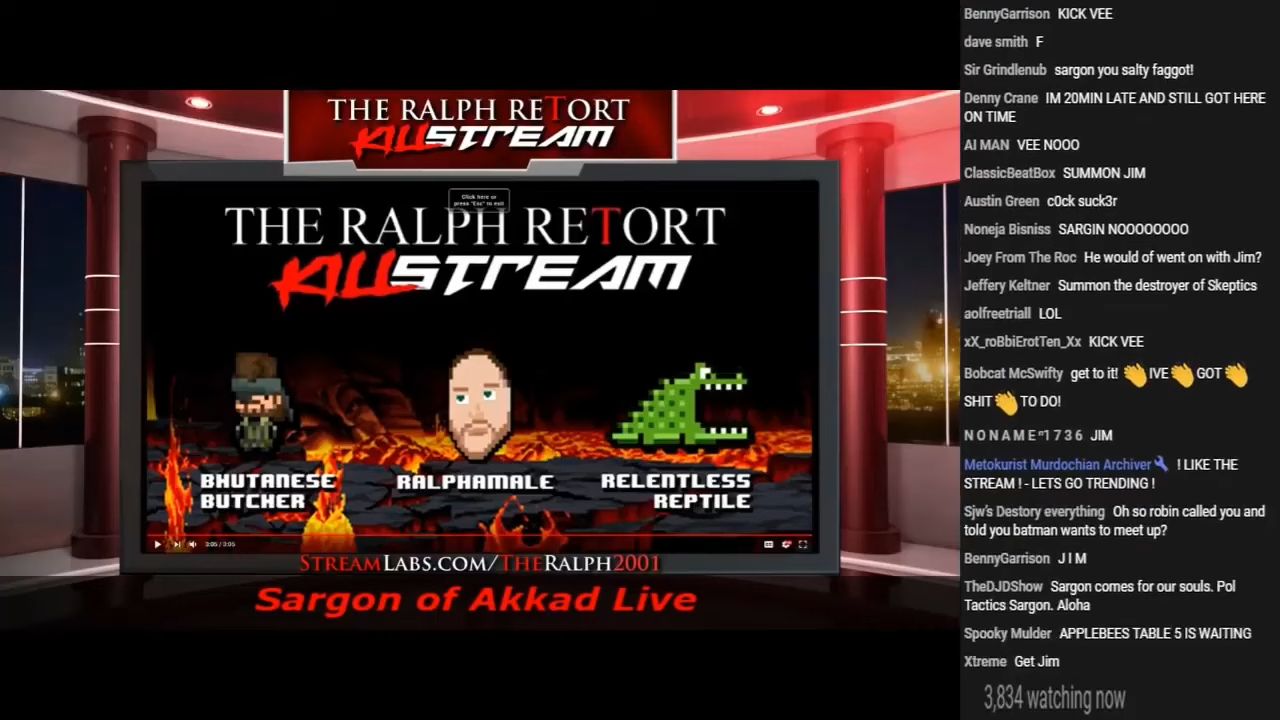 THE RALPH RETORT
KILLSTREAM
Click here or
press "Esc" to exit
THE RALPH RETORT
KILLSTREAM
BHUTANESE
BUTCHER
RALPHAMALE
RELENTLESS
REPTILE
3:05 / 3:05
STREAMLABS.COM/THERALPH2001
Sargon of Akkad Live
BennyGarrison KICK VEE
dave smith F
Sir Grindlenub sargon you salty faggot!
Denny Crane IM 20MIN LATE AND STILL GOT HERE
ON TIME
AI MAN VEE NOOO
ClassicBeatBox SUMMON JIM
Austin Green c0ck suck3r
Noneja Bisniss SARGIN NOOOOOOOO
Joey From The Roc He would of went on with Jim?
Jeffery Keltner Summon the destroyer of Skeptics
aolfreetriall LOL
xX_roBbiErotTen_Xx KICK VEE
Bobcat McSwifty get to it! 👏 IVE 👏 GOT 👏
SHIT 👏 TO DO!
N O N A M E ⁿ1 7 3 6 JIM
Metokurist Murdochian Archiver ! LIKE THE
STREAM ! - LETS GO TRENDING !
Sjw's Destory everything Oh so robin called you and
told you batman wants to meet up?
BennyGarrison J I M
TheDJDShow Sargon comes for our souls. Pol
Tactics Sargon. Aloha
Spooky Mulder APPLEBEES TABLE 5 IS WAITING
Xtreme Get Jim
3,834 watching now